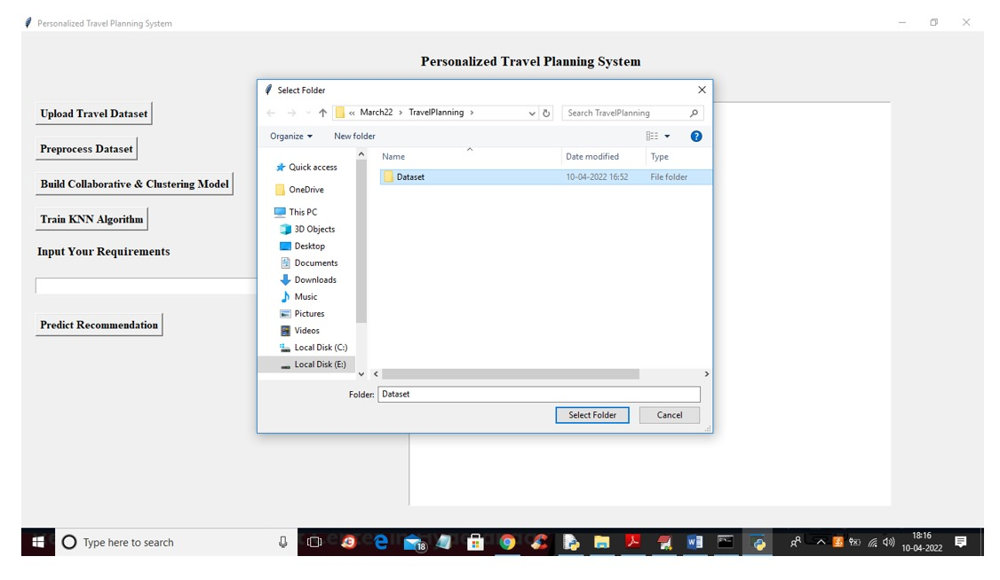 Personalized Travel Planning System
Personalized Travel Planning System
Upload Travel Dataset
Preprocess Dataset
Build Collaborative & Clustering Model
Train KNN Algorithm
Input Your Requirements
Predict Recommendation
Select Folder
« March22 > TravelPlanning >
Search TravelPlanning
Organize
New folder
Quick access
OneDrive
This PC
3D Objects
Desktop
Documents
Downloads
Music
Pictures
Videos
Local Disk (C:)
Local Disk (E:)
Name Date modified Type
Dataset 10-04-2022 16:52 File folder
Folder: Dataset
Select Folder
Cancel
Type here to search
18
18:16
10-04-2022